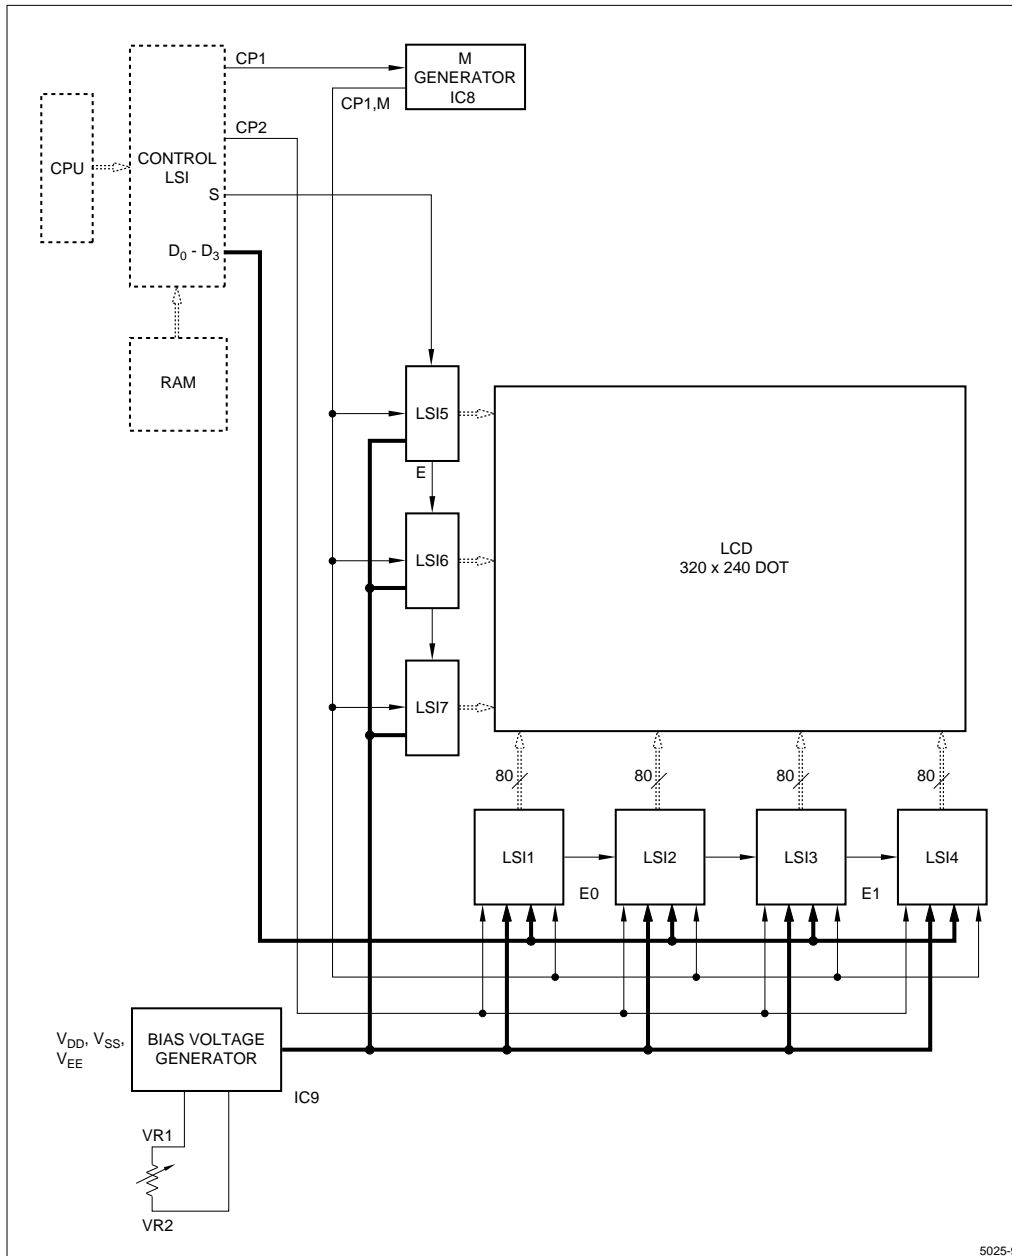 CP1
M
GENERATOR
IC8
CP1,M
CP2
CPU
CONTROL
LSI
S
D0 - D3
RAM
LSI5
E
LSI6
LSI7
LCD
320 x 240 DOT
80
80
80
80
LSI1
LSI2
LSI3
LSI4
E0
E1
VDD, VSS,
VEE
BIAS VOLTAGE
GENERATOR
IC9
VR1
VR2